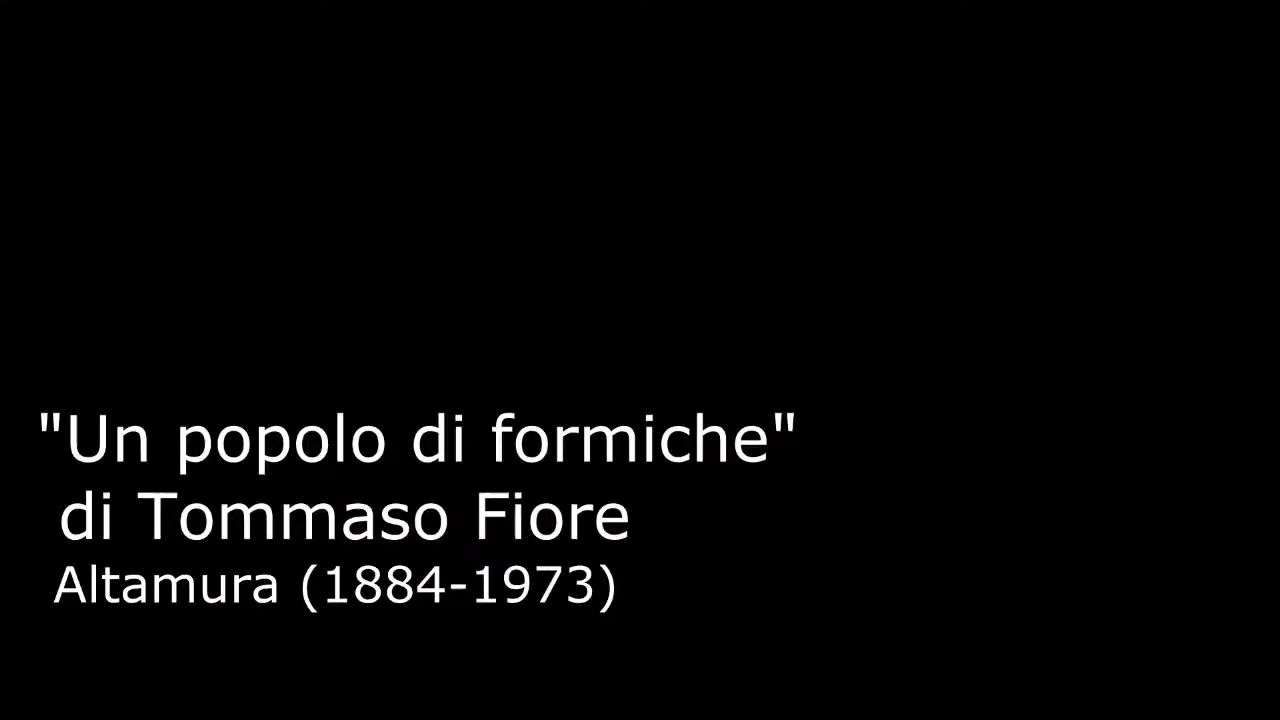 "Un popolo di formiche"
di Tommaso Fiore
Altamura (1884-1973)